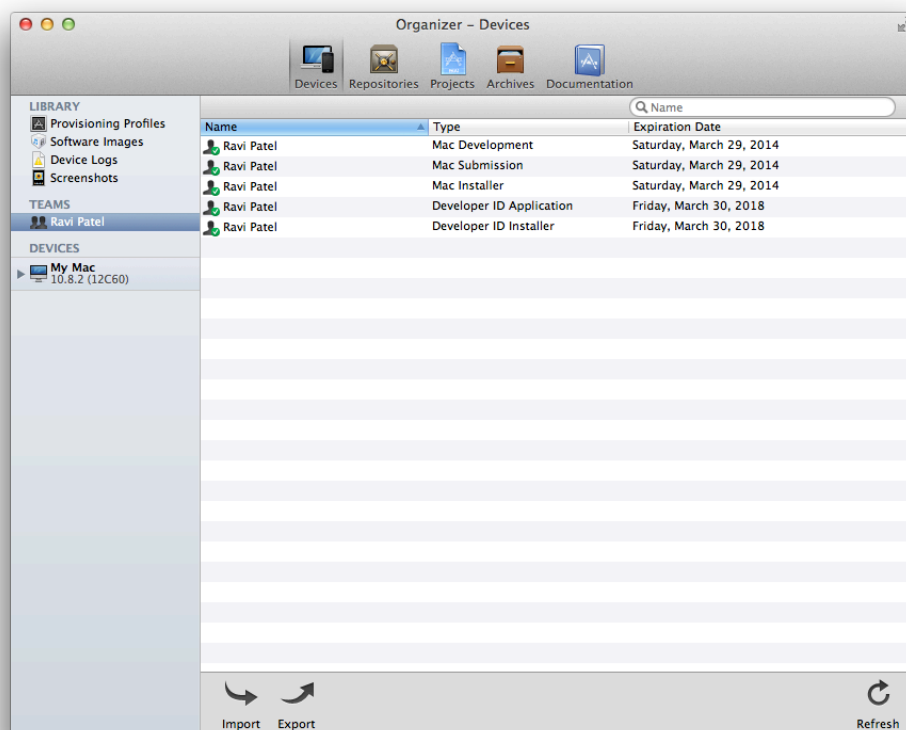 Organizer – Devices
Devices Repositories Projects Archives Documentation
LIBRARY
Provisioning Profiles
Software Images
Device Logs
Screenshots
TEAMS
Ravi Patel
DEVICES
My Mac
10.8.2 (12C60)
Name
Name Type Expiration Date
Ravi Patel Mac Development Saturday, March 29, 2014
Ravi Patel Mac Submission Saturday, March 29, 2014
Ravi Patel Mac Installer Saturday, March 29, 2014
Ravi Patel Developer ID Application Friday, March 30, 2018
Ravi Patel Developer ID Installer Friday, March 30, 2018
Import Export Refresh